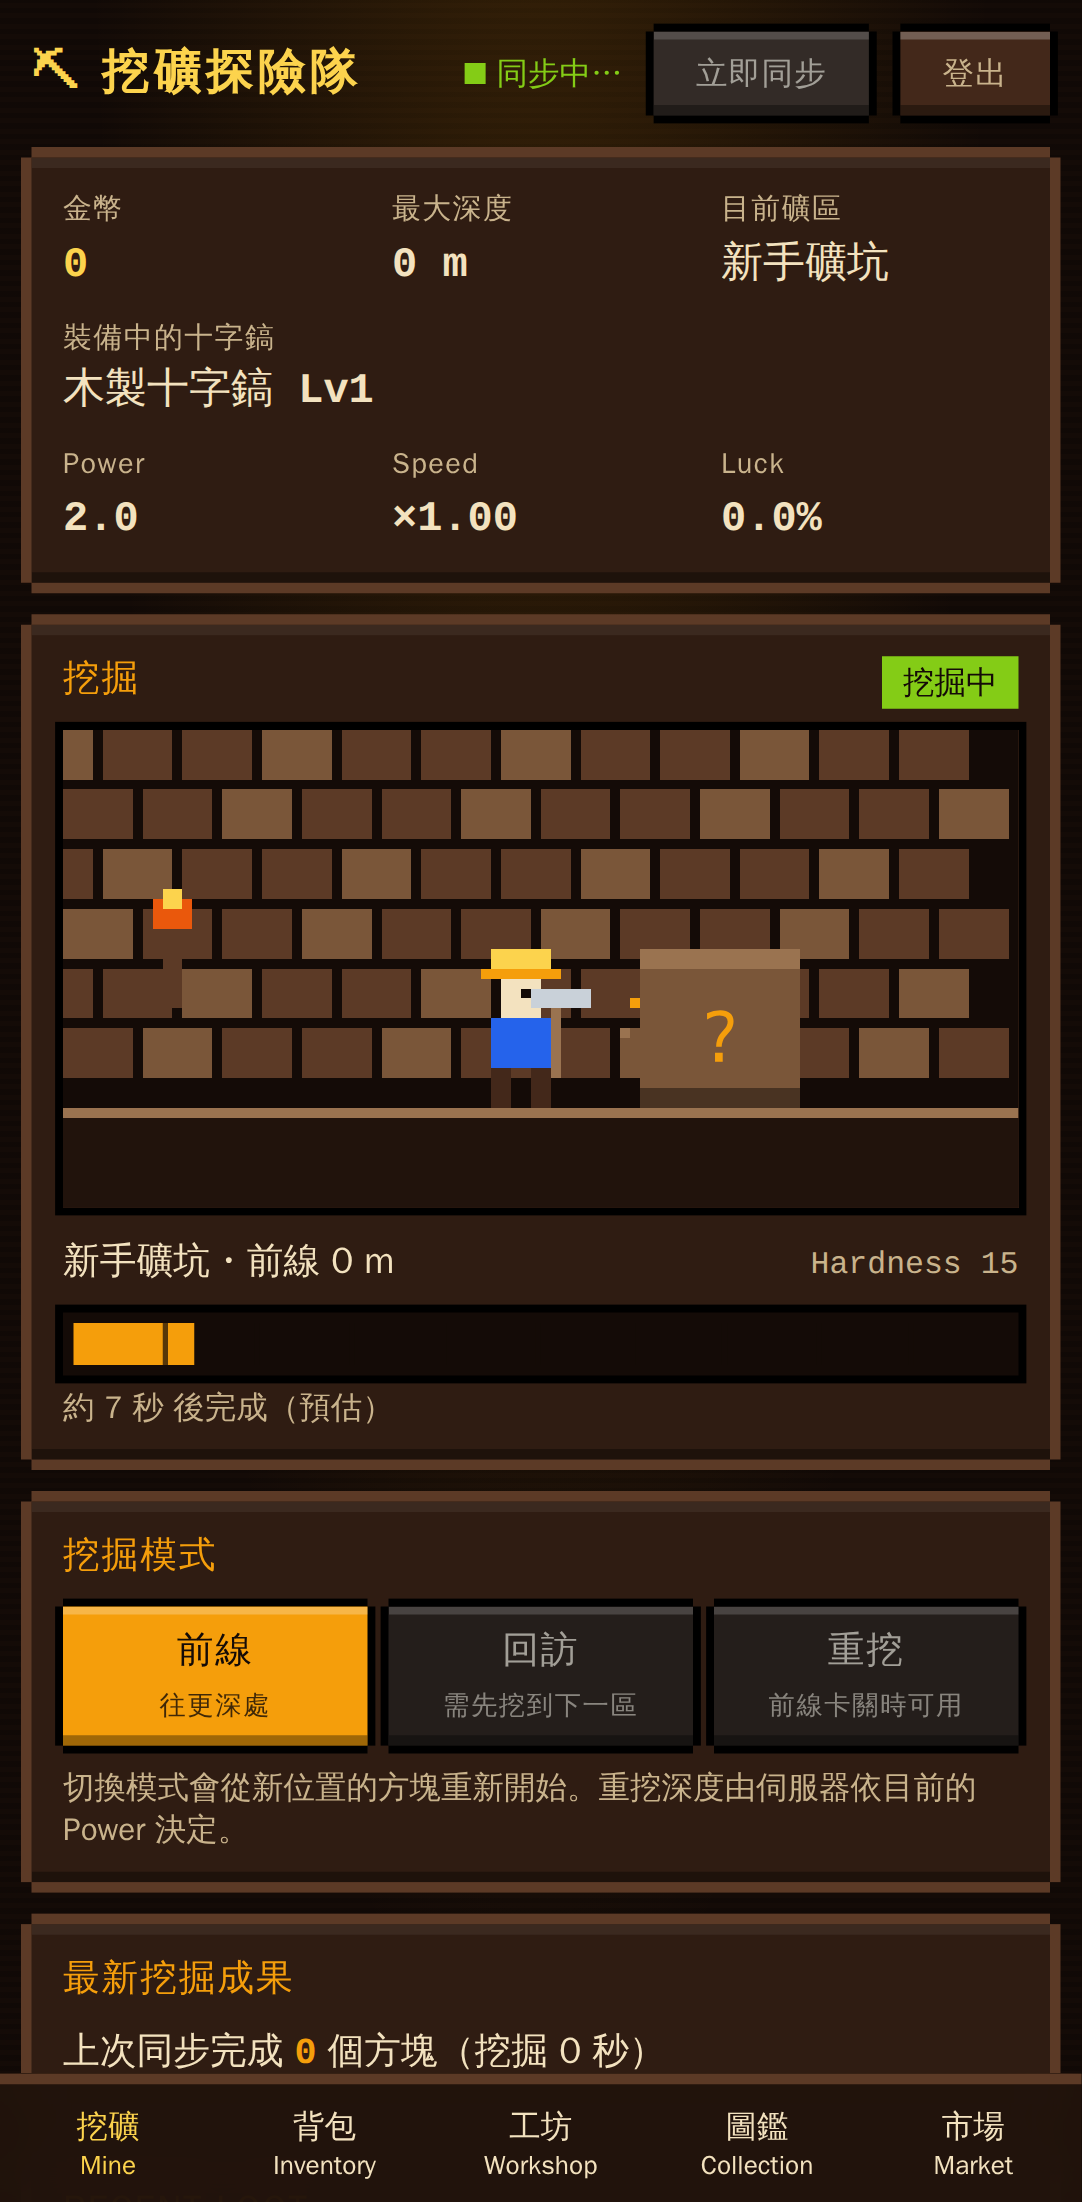 挖礦探險隊 同步中… 立即同步 登出
金幣 最大深度 目前礦區
0 0 m 新手礦坑
裝備中的十字鎬
木製十字鎬 Lv1
Power Speed Luck
2.0 ×1.00 0.0%
挖掘 挖掘中
?
新手礦坑・前線 0 m Hardness 15
約 7 秒 後完成（預估）
挖掘模式
前線 回訪 重挖
往更深處 需先挖到下一區 前線卡關時可用
切換模式會從新位置的方塊重新開始。重挖深度由伺服器依目前的
Power 決定。
最新挖掘成果
上次同步完成 0 個方塊（挖掘 0 秒）
挖礦 背包 工坊 圖鑑 市場
Mine Inventory Workshop Collection Market